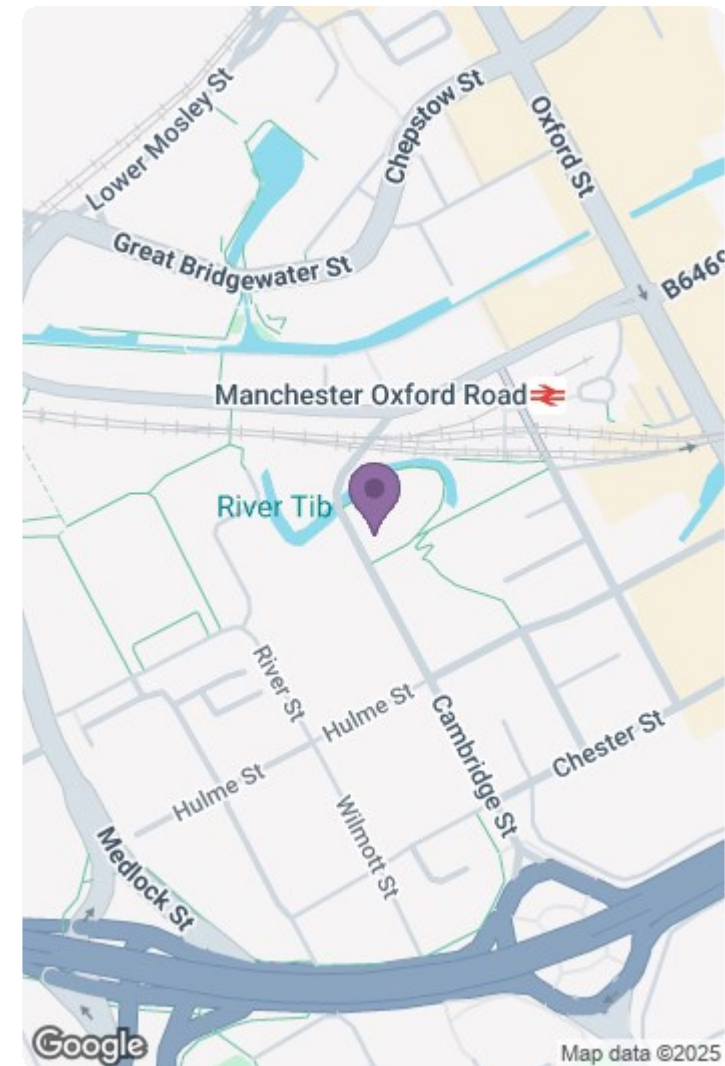 Lower Mosley St
Chepstow St
Oxford St
Great Bridgewater St
Manchester Oxford Road
River Tib
River St
Hulme St
Hulme St
Cambridge St
Chester St
Wilmott St
Medlock St
Google
Map data ©2025